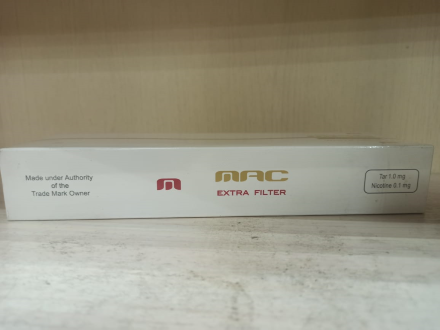 Made under Authority
of the
Trade Mark Owner
M
MAC
EXTRA FILTER
Tar 1.0 mg
Nicotine 0.1 mg